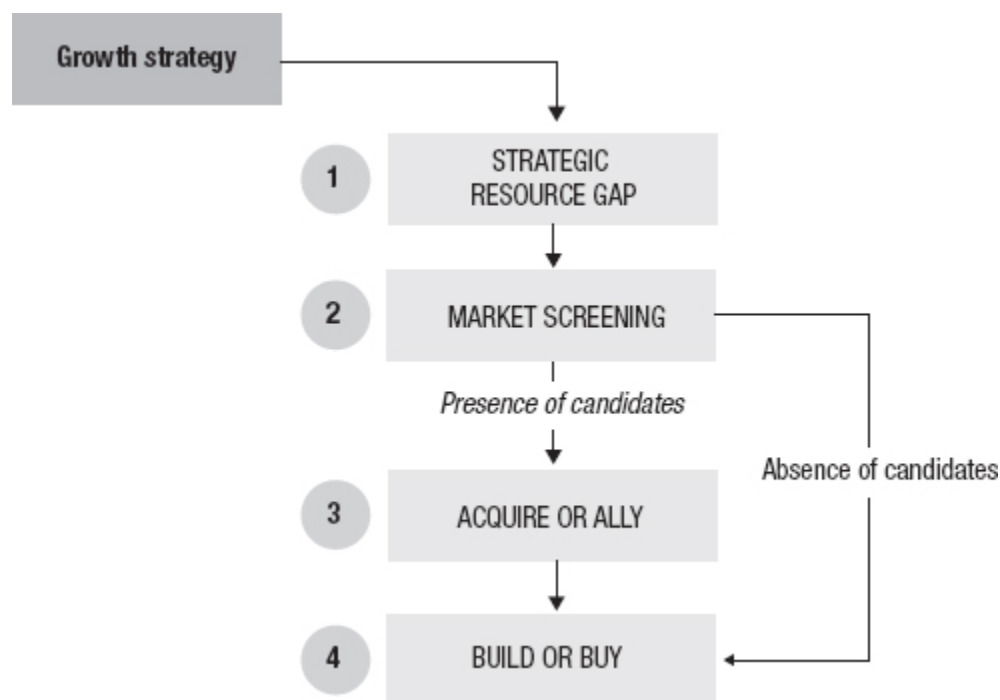 Growth strategy
1
STRATEGIC
RESOURCE GAP
2
MARKET SCREENING
Presence of candidates
Absence of candidates
3
ACQUIRE OR ALLY
4
BUILD OR BUY